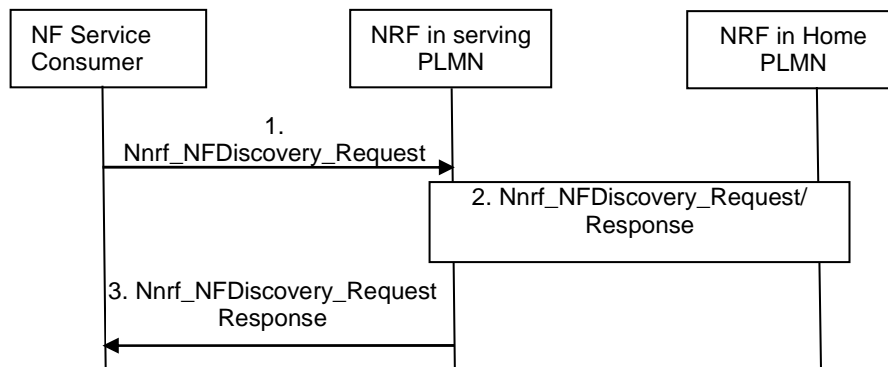 NF Service
Consumer
NRF in serving
PLMN
NRF in Home
PLMN
1.
Nnrf_NFDiscovery_Request
2. Nnrf_NFDiscovery_Request/
Response
3. Nnrf_NFDiscovery_Request
Response